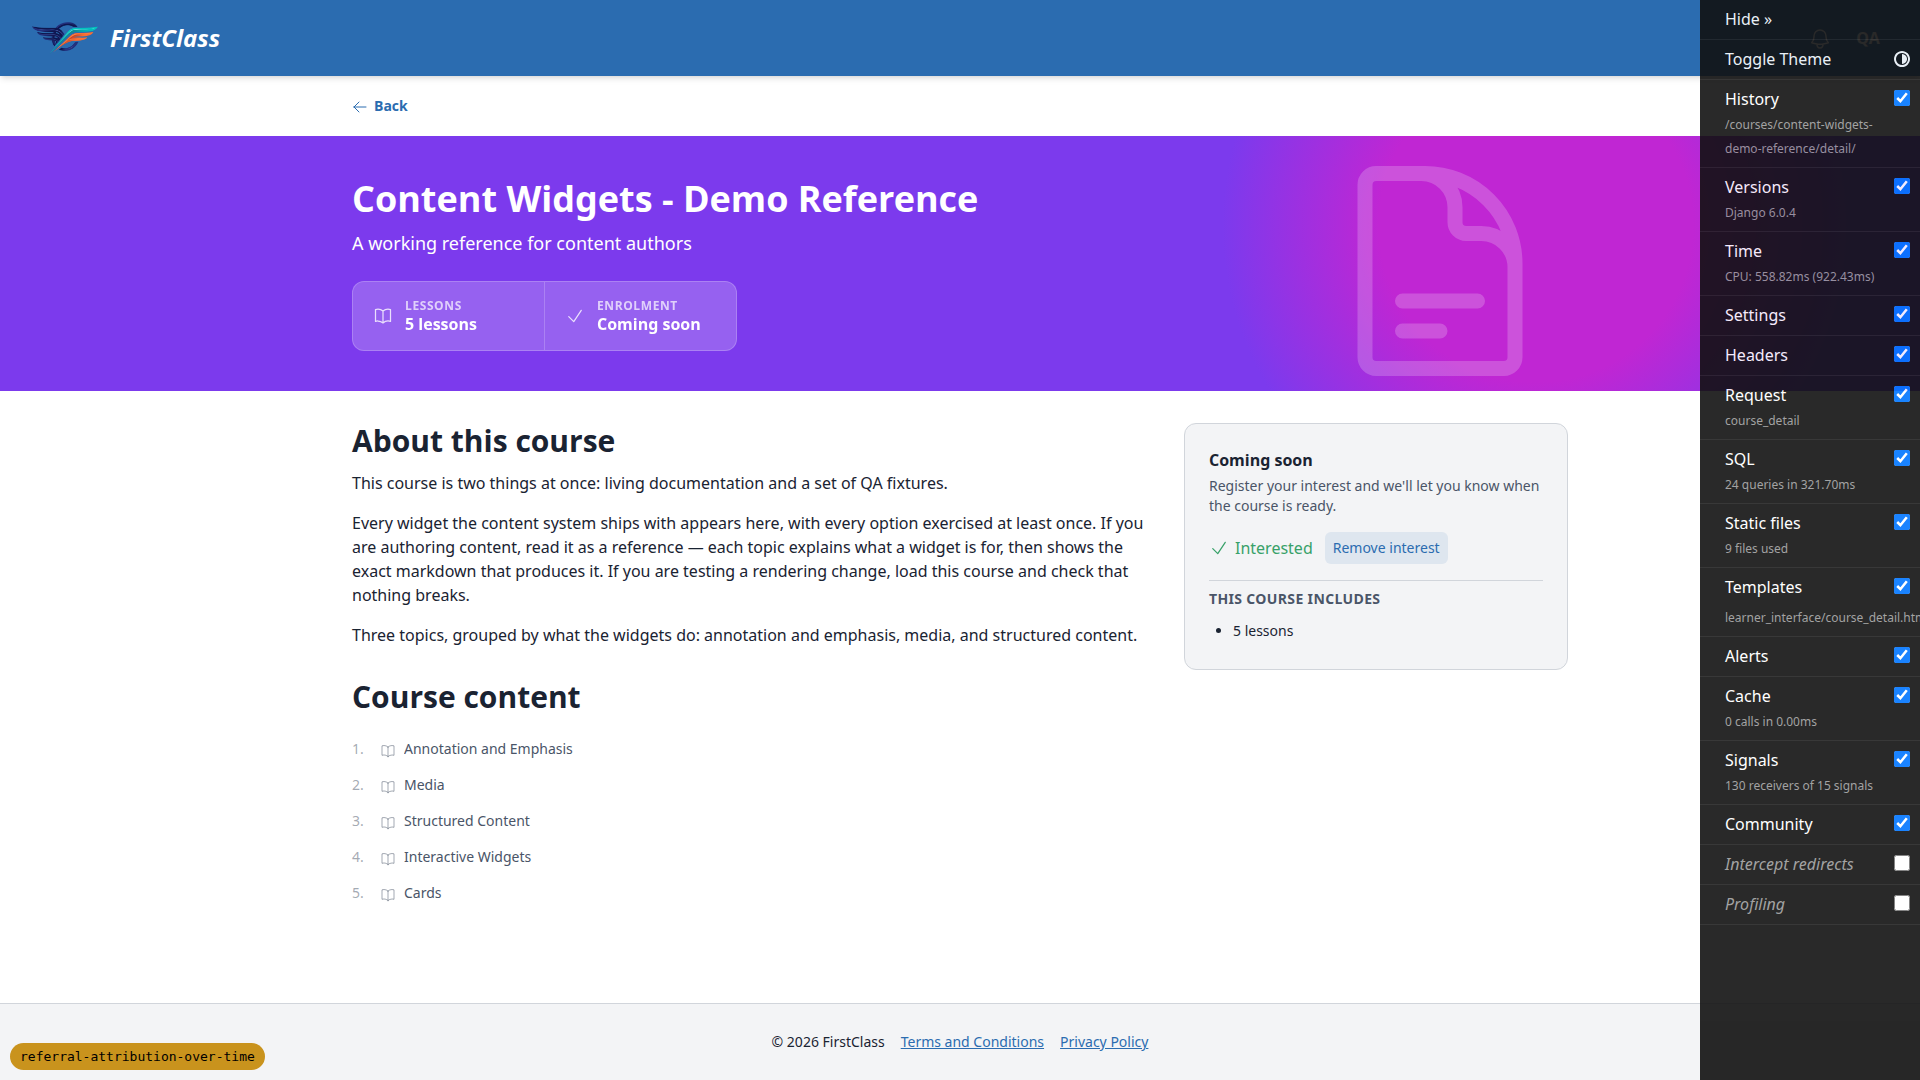 FirstClass
Back
Content Widgets - Demo Reference
A working reference for content authors
LESSONS
5 lessons
ENROLMENT
Coming soon
About this course
This course is two things at once: living documentation and a set of QA fixtures.
Every widget the content system ships with appears here, with every option exercised at least once. If you
are authoring content, read it as a reference — each topic explains what a widget is for, then shows the
exact markdown that produces it. If you are testing a rendering change, load this course and check that
nothing breaks.
Three topics, grouped by what the widgets do: annotation and emphasis, media, and structured content.
Course content
1. Annotation and Emphasis
2. Media
3. Structured Content
4. Interactive Widgets
5. Cards
Coming soon
Register your interest and we'll let you know when
the course is ready.
Interested
Remove interest
THIS COURSE INCLUDES
• 5 lessons
© 2026 FirstClass Terms and Conditions Privacy Policy
referral-attribution-over-time
Hide »
QA
Toggle Theme
History
/courses/content-widgets-
demo-reference/detail/
Versions
Django 6.0.4
Time
CPU: 558.82ms (922.43ms)
Settings
Headers
Request
course_detail
SQL
24 queries in 321.70ms
Static files
9 files used
Templates
learner_interface/course_detail.htr
Alerts
Cache
0 calls in 0.00ms
Signals
130 receivers of 15 signals
Community
Intercept redirects
Profiling